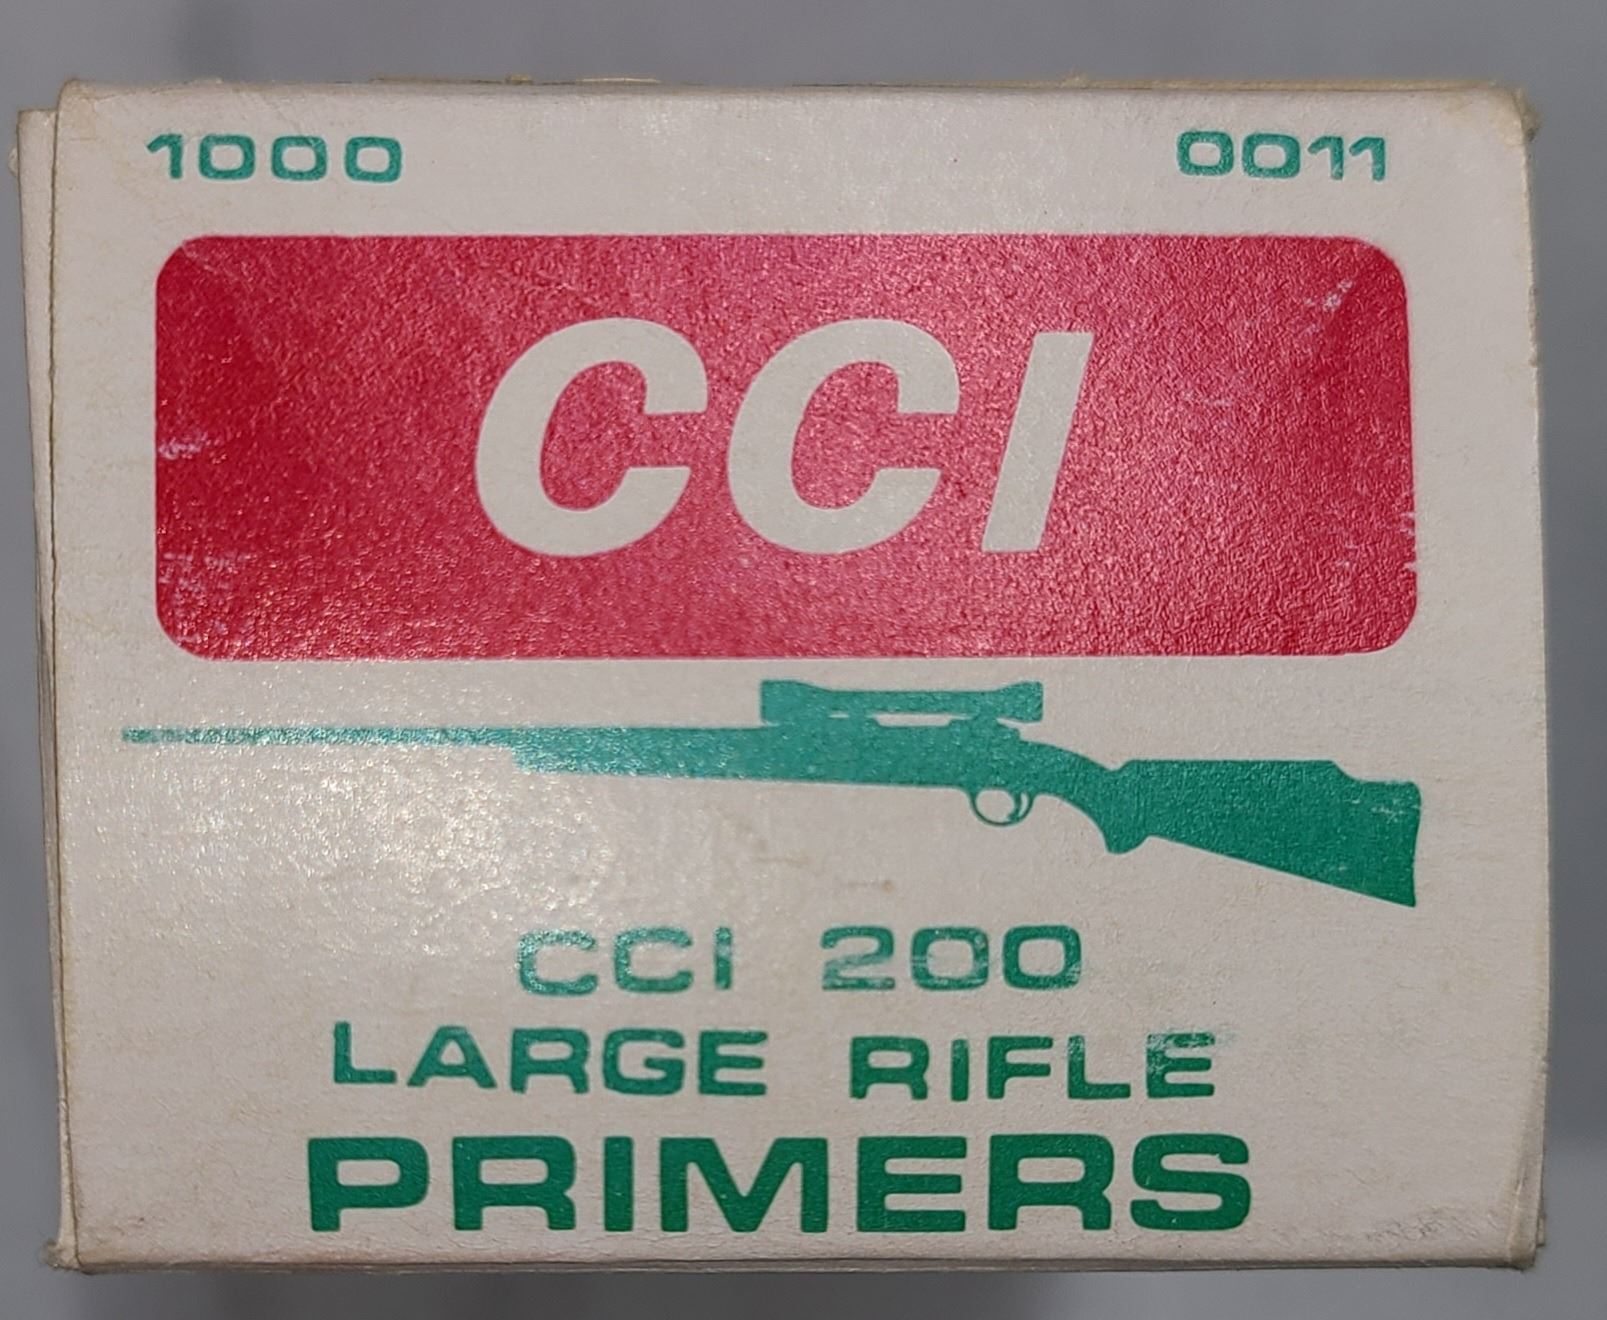 1000 0011
CCI
CCI 200
LARGE RIFLE
PRIMERS